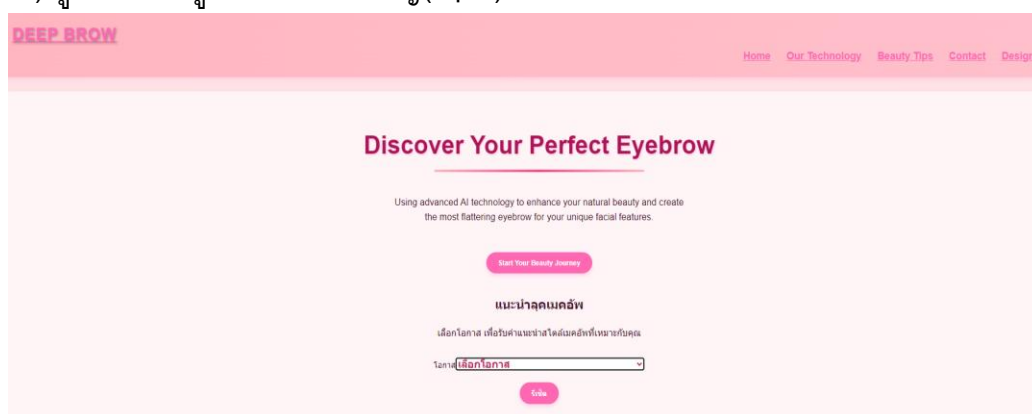 DEEP BROW
Home Our Technology Beauty Tips Contact Design
Discover Your Perfect Eyebrow
Using advanced AI technology to enhance your natural beauty and create
the most flattering eyebrow for your unique facial features.
Start Your Beauty Journey
แนะนำลุคเมคอัพ
เลือกโอกาส เพื่อรับคำแนะนำสไตล์เมคอัพที่เหมาะกับคุณ
โอกาส เลือกโอกาส